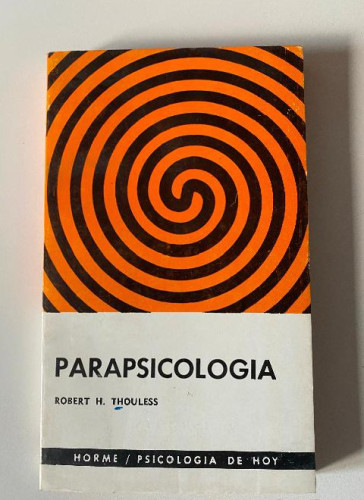 PARAPSICOLOGIA
ROBERT H. THOULESS
HORME / PSICOLOGIA DE HOY